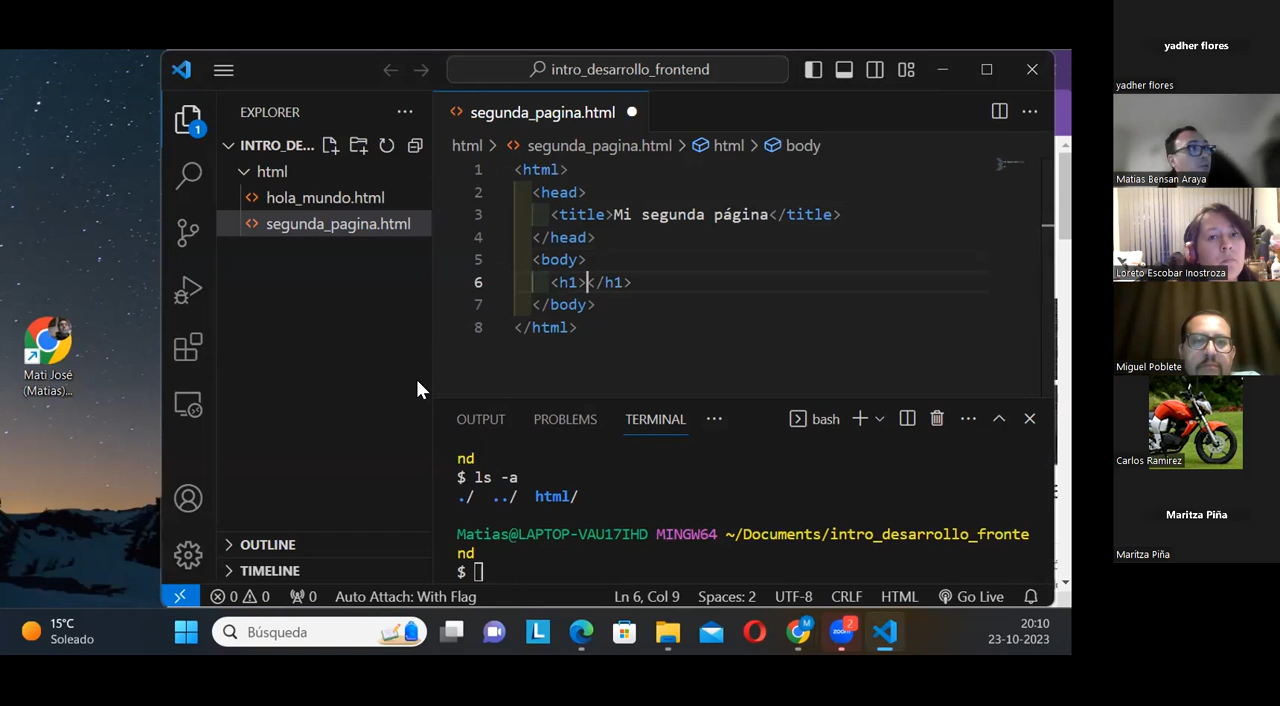 intro_desarrollo_frontend
EXPLORER
segunda_pagina.html
INTRO_DE...
html
hola_mundo.html
segunda_pagina.html
OUTLINE
TIMELINE
1
html > segunda_pagina.html > html > body
1 <html>
2 <head>
3 <title>Mi segunda página</title>
4 </head>
5 <body>
6 <h1></h1>
7 </body>
8 </html>
OUTPUT PROBLEMS TERMINAL ... bash
nd
$ ls -a
./ ../ html/
Matias@LAPTOP-VAU17IHD MINGW64 ~/Documents/intro_desarrollo_fronte
nd
$
0 0 0 Auto Attach: With Flag Ln 6, Col 9 Spaces: 2 UTF-8 CRLF HTML Go Live
Mati José
(Matias)...
15°C
Soleado
Búsqueda
L
M
2
zoom
20:10
23-10-2023
yadher flores
yadher flores
Matias Bensan Araya
Loreto Escobar Inostroza
Miguel Poblete
Carlos Ramirez
Maritza Piña
Maritza Piña